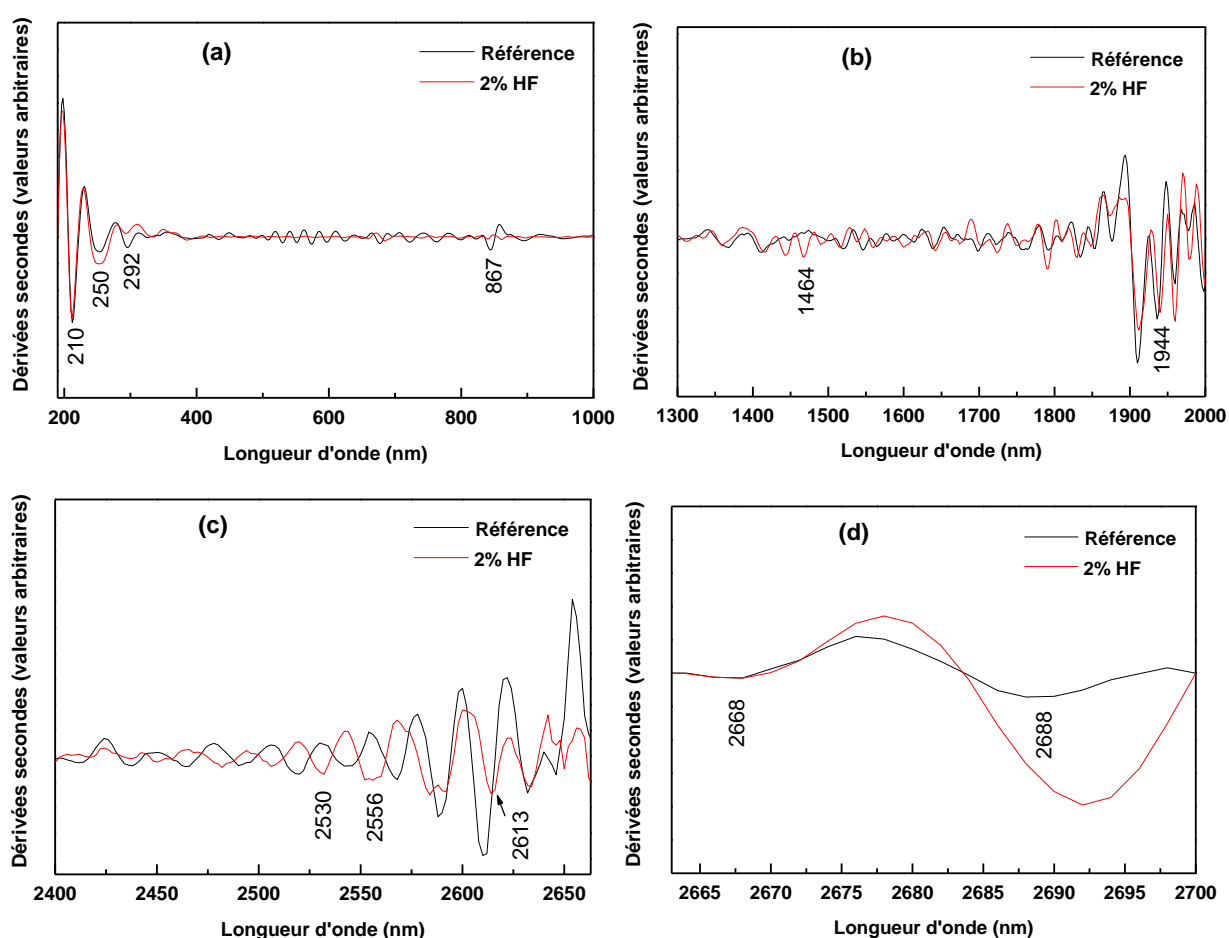 Dérivées secondes (valeurs arbitraires)
(a)
Référence
2% HF
210
250
292
867
200 400 600 800 1000
Longueur d'onde (nm)
Dérivées secondes (valeurs arbitraires)
(b)
Référence
2% HF
1464
1944
1300 1400 1500 1600 1700 1800 1900 2000
Longueur d'onde (nm)
Dérivées secondes (valeurs arbitraires)
(c)
Référence
2% HF
2530
2556
2613
2400 2450 2500 2550 2600 2650
Longueur d'onde (nm)
Dérivées secondes (valeurs arbitraires)
(d)
Référence
2% HF
2668
2688
2665 2670 2675 2680 2685 2690 2695 2700
Longueur d'onde (nm)